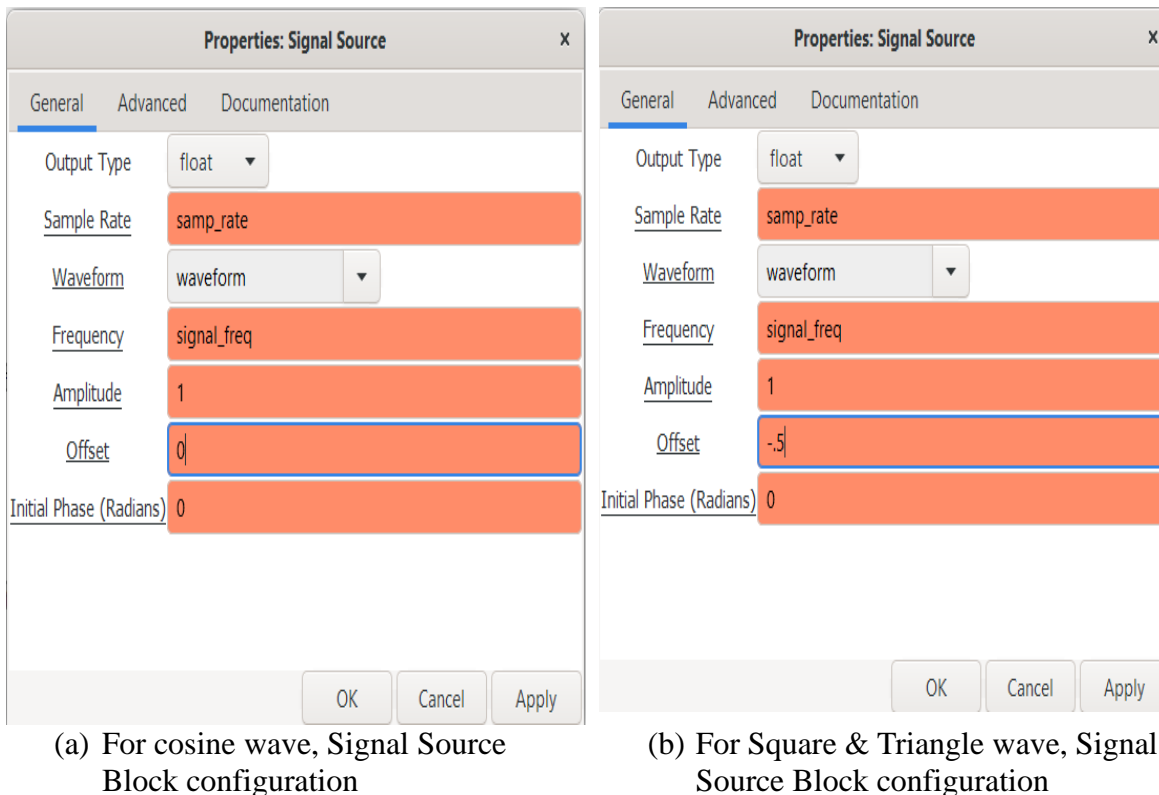 Properties: Signal Source x
General Advanced Documentation
Output Type float
Sample Rate samp_rate
Waveform waveform
Frequency signal_freq
Amplitude 1
Offset 0
Initial Phase (Radians) 0
OK Cancel Apply
(a) For cosine wave, Signal Source
Block configuration
Properties: Signal Source x
General Advanced Documentation
Output Type float
Sample Rate samp_rate
Waveform waveform
Frequency signal_freq
Amplitude 1
Offset -.5
Initial Phase (Radians) 0
OK Cancel Apply
(b) For Square & Triangle wave, Signal
Source Block configuration